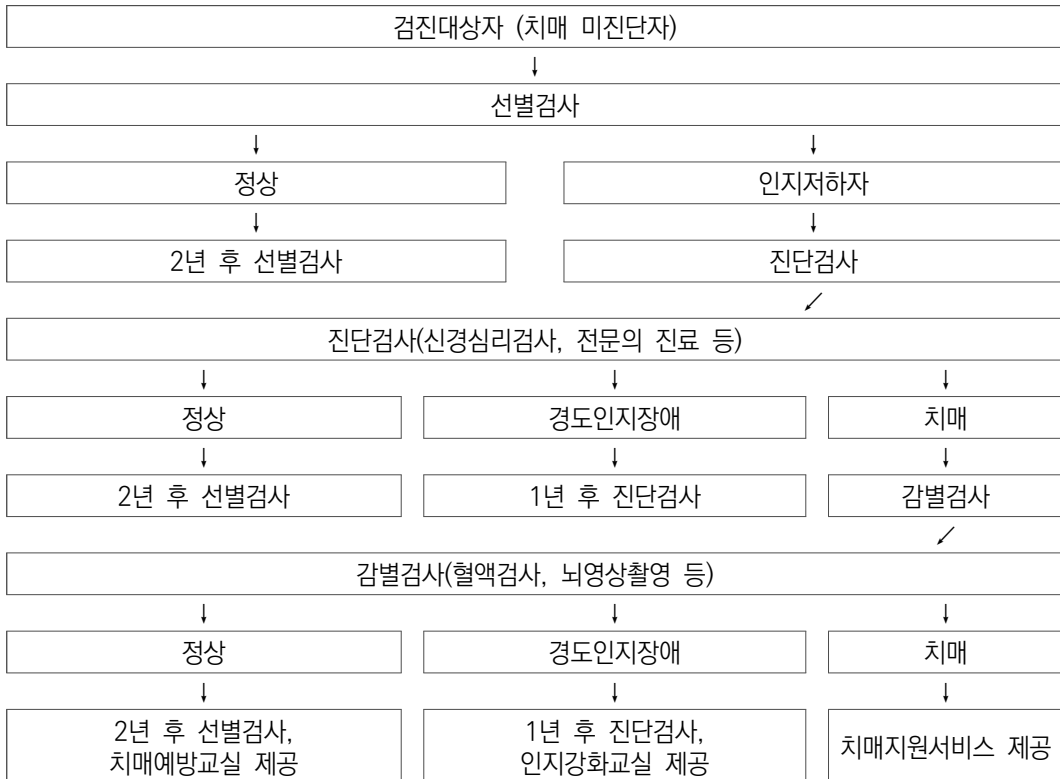 검진대상자 (치매 미진단자)
↓
선별검사
↓ ↓
정상 인지저하자
↓ ↓
2년 후 선별검사 진단검사
↙
진단검사(신경심리검사, 전문의 진료 등)
↓ ↓ ↓
정상 경도인지장애 치매
↓ ↓ ↓
2년 후 선별검사 1년 후 진단검사 감별검사
↙
감별검사(혈액검사, 뇌영상촬영 등)
↓ ↓ ↓
정상 경도인지장애 치매
↓ ↓ ↓
2년 후 선별검사,
치매예방교실 제공
1년 후 진단검사,
인지강화교실 제공
치매지원서비스 제공